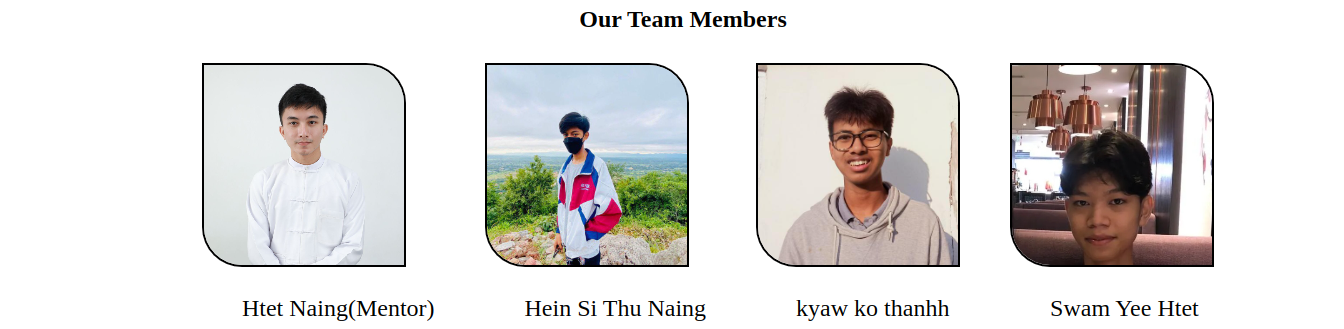 Our Team Members
Htet Naing(Mentor)
Hein Si Thu Naing
kyaw ko thanhh
Swam Yee Htet